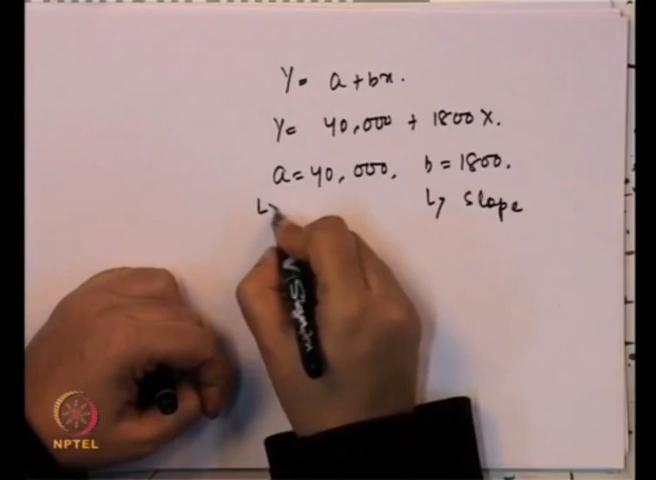 Y = a + bx.
Y = 40,000 + 1800 X.
a = 40,000, b = 1800.
↳ ↳ slope
NPTEL